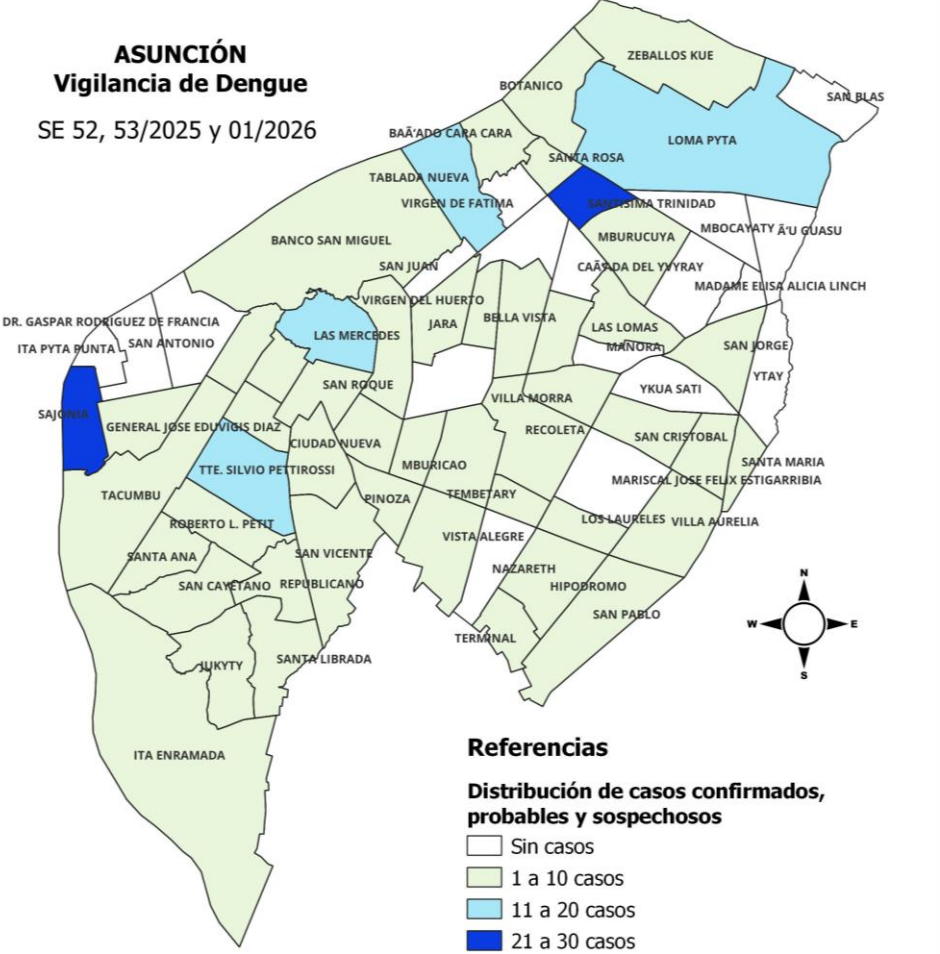 ASUNCIÓN
Vigilancia de Dengue
SE 52, 53/2025 y 01/2026
ZEBALLOS KUE
BOTANICO
SAN BLAS
BAÃ'ADO CARA CARA
LOMA PYTA
SANTA ROSA
TABLADA NUEVA
VIRGEN DE FATIMA
SANTISIMA TRINIDAD
MBOCAYATY
Ã'U GUASU
BANCO SAN MIGUEL
MBURUCUYA
SAN JUAN
CAÃ'ADA DEL YVYRAY
MADAME ELISA ALICIA LINCH
VIRGEN DEL HUERTO
DR. GASPAR RODRIGUEZ DE FRANCIA
JARA
BELLA VISTA
LAS LOMAS
LAS MERCEDES
ITA PYTA PUNTA
SAN ANTONIO
MANORA
SAN JORGE
YTAY
SAN ROQUE
YKUA SATI
VILLA MORRA
SAJONIA
GENERAL JOSE EDUVIGIS DIAZ
RECOLETA
SAN CRISTOBAL
CIUDAD NUEVA
SANTA MARIA
TTE. SILVIO PETTIROSSI
MBURICAO
MARISCAL JOSE FELIX ESTIGARRIBIA
TACUMBU
PINOZA
TEMBETARY
ROBERTO L. PETIT
LOS LAURELES
VILLA AURELIA
VISTA ALEGRE
SANTA ANA
SAN VICENTE
NAZARETH
SAN CAYETANO
REPUBLICANO
HIPODROMO
SAN PABLO
TERMINAL
JUKYTY
SANTA LIBRADA
ITA ENRAMADA
N
W
E
S
Referencias
Distribución de casos confirmados,
probables y sospechosos
Sin casos
1 a 10 casos
11 a 20 casos
21 a 30 casos